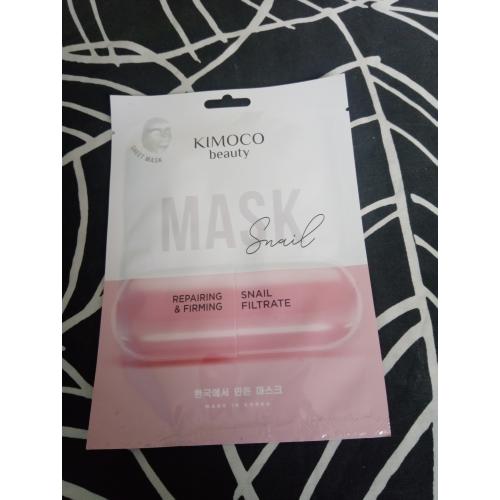 SHEET MASK
KIMOCO
beauty
MASK
Snail
REPAIRING
& FIRMING
SNAIL
FILTRATE
한국에서 만든 마스크
MADE IN KOREA